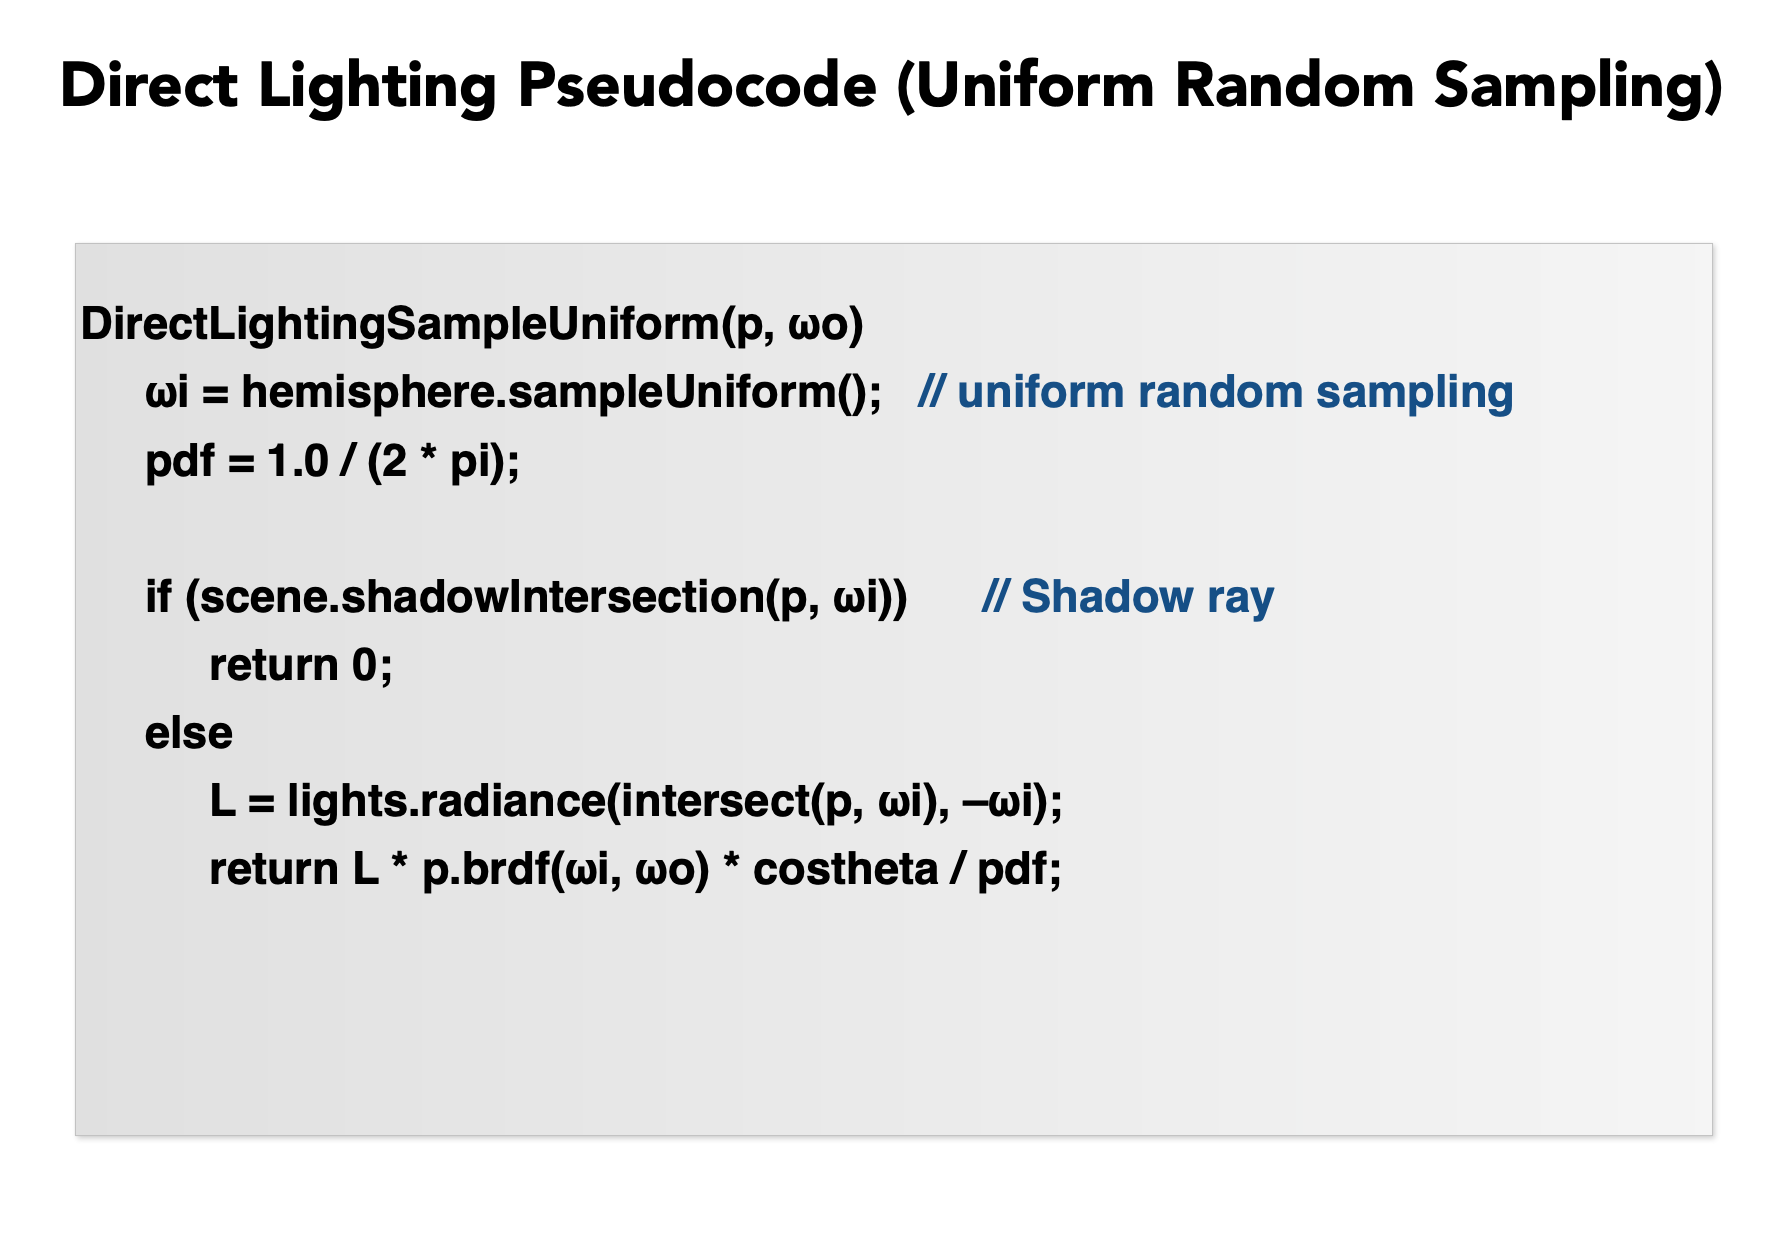 Direct Lighting Pseudocode (Uniform Random Sampling)
DirectLightingSampleUniform(p, ωo)
ωi = hemisphere.sampleUniform(); // uniform random sampling
pdf = 1.0 / (2 * pi);
if (scene.shadowIntersection(p, ωi)) // Shadow ray
return 0;
else
L = lights.radiance(intersect(p, ωi), –ωi);
return L * p.brdf(ωi, ωo) * costheta / pdf;